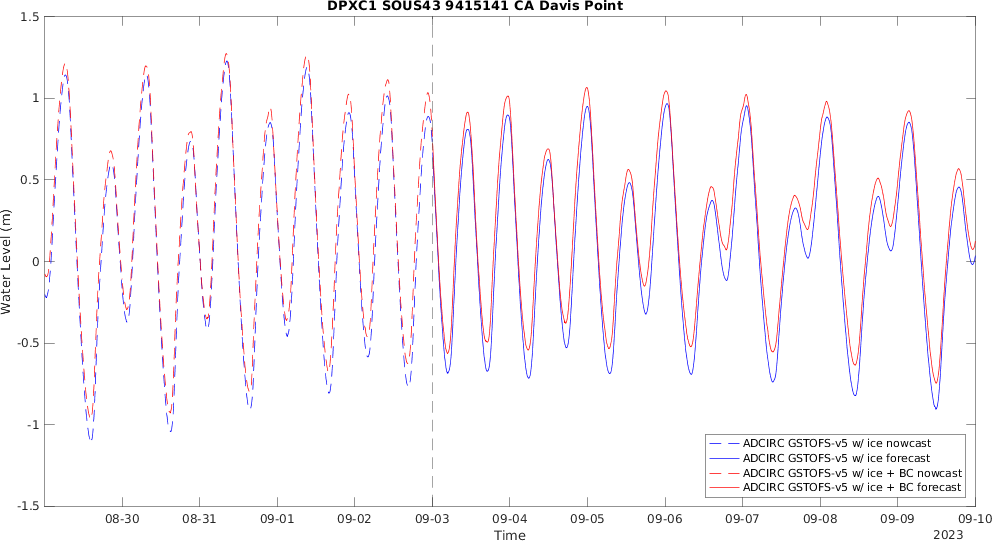 DPXC1 SOUS43 9415141 CA Davis Point
1.5
1
0.5
0
-0.5
-1
-1.5
Water Level (m)
ADCIRC GSTOFS-v5 w/ ice nowcast
ADCIRC GSTOFS-v5 w/ ice forecast
ADCIRC GSTOFS-v5 w/ ice + BC nowcast
ADCIRC GSTOFS-v5 w/ ice + BC forecast
08-30 08-31 09-01 09-02 09-03 09-04 09-05 09-06 09-07 09-08 09-09 09-10
Time
2023